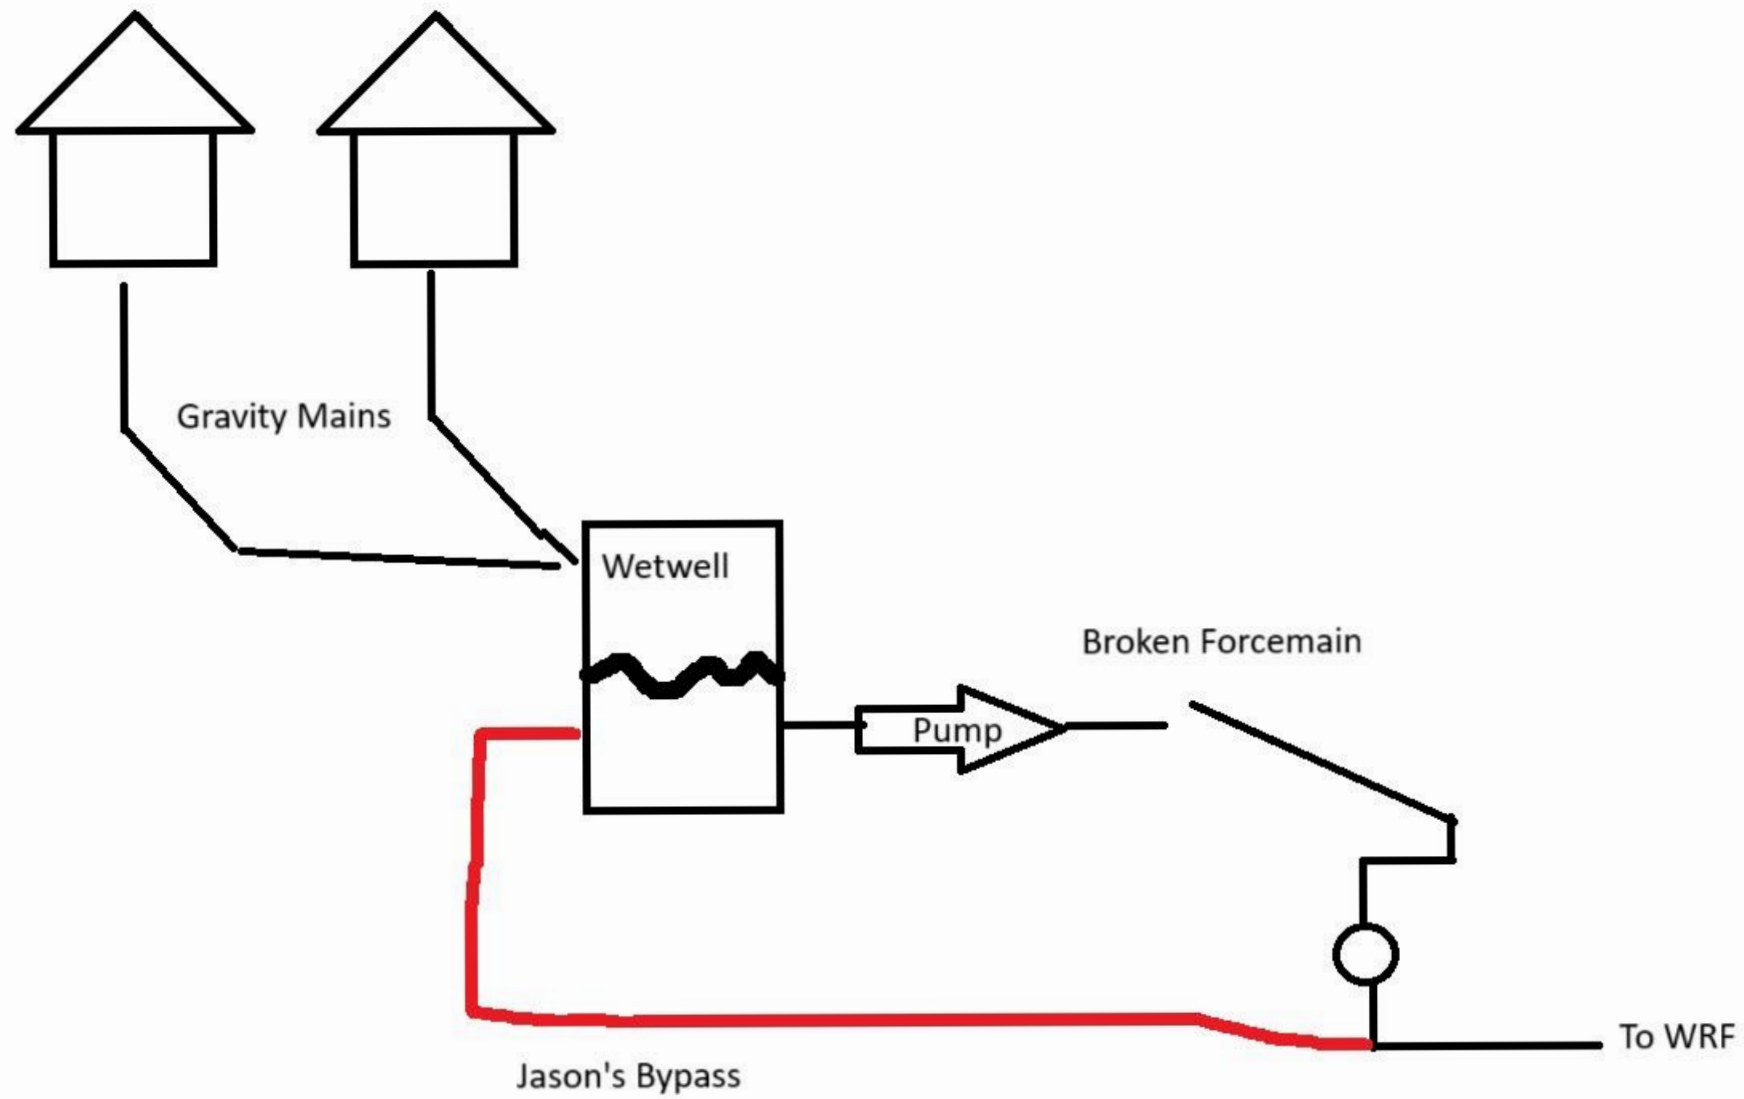 Gravity Mains
Wetwell
Broken Forcemain
Pump
To WRF
Jason's Bypass